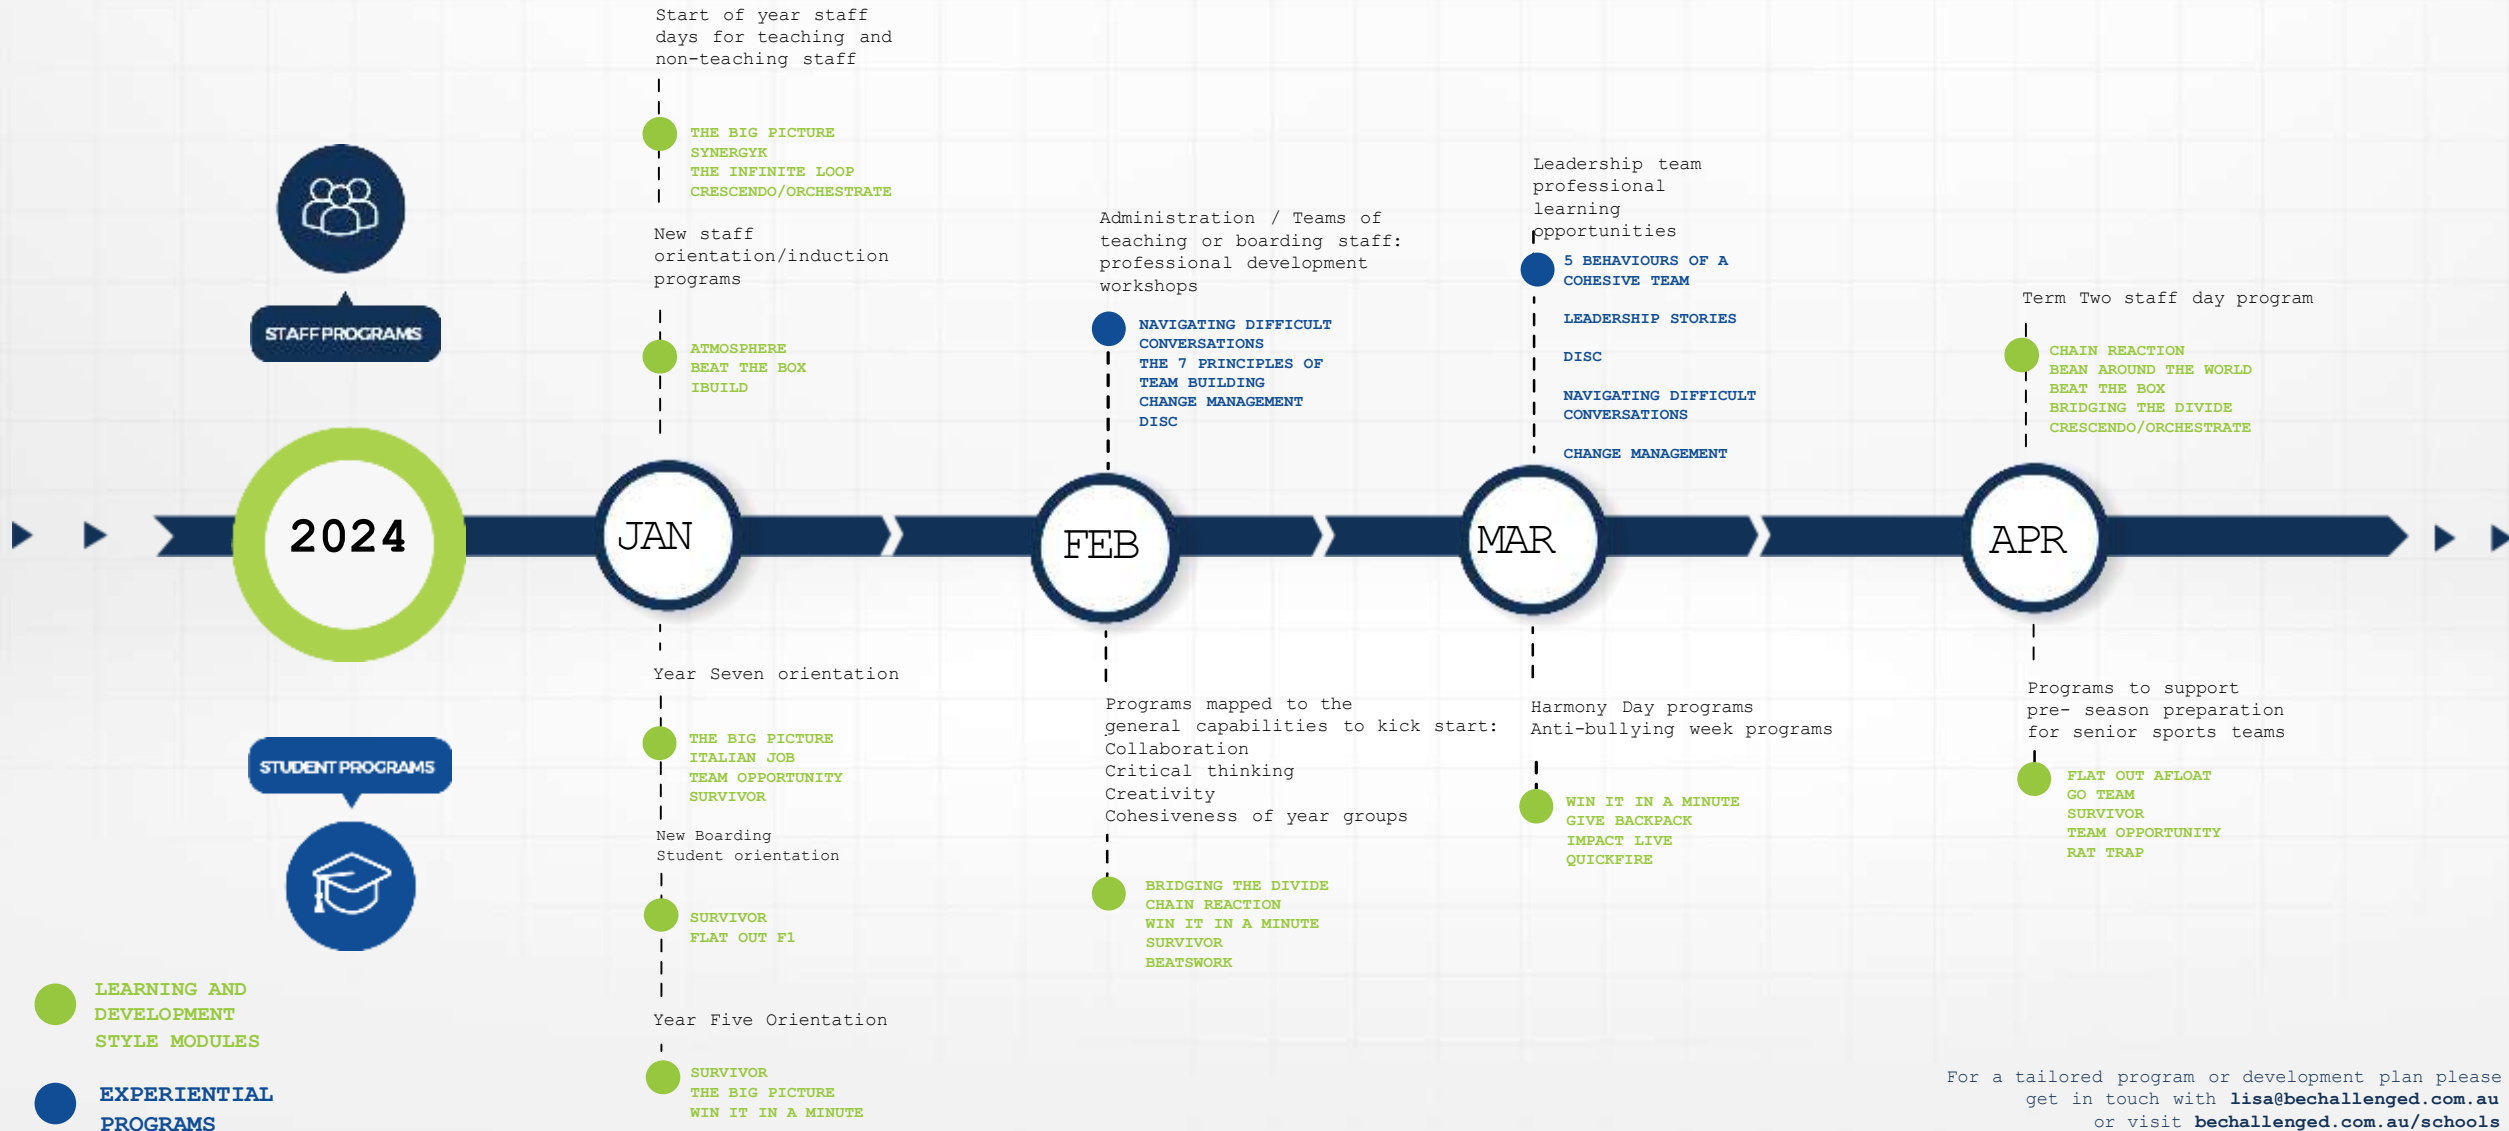 Start of year staff
days for teaching and
non-teaching staff
THE BIG PICTURE
SYNERGYK
THE INFINITE LOOP
CRESCENDO/ORCHESTRATE
New staff
orientation/induction
programs
ATMOSPHERE
BEAT THE BOX
IBUILD
Administration / Teams of
teaching or boarding staff:
professional development
workshops
NAVIGATING DIFFICULT
CONVERSATIONS
THE 7 PRINCIPLES OF
TEAM BUILDING
CHANGE MANAGEMENT
DISC
Leadership team
professional
learning
opportunities
5 BEHAVIOURS OF A
COHESIVE TEAM
LEADERSHIP STORIES
DISC
NAVIGATING DIFFICULT
CONVERSATIONS
CHANGE MANAGEMENT
Term Two staff day program
CHAIN REACTION
BEAN AROUND THE WORLD
BEAT THE BOX
BRIDGING THE DIVIDE
CRESCENDO/ORCHESTRATE
STAFF PROGRAMS
2024
JAN
FEB
MAR
APR
STUDENT PROGRAMS
Year Seven orientation
THE BIG PICTURE
ITALIAN JOB
TEAM OPPORTUNITY
SURVIVOR
New Boarding
Student orientation
SURVIVOR
FLAT OUT F1
Year Five Orientation
SURVIVOR
THE BIG PICTURE
WIN IT IN A MINUTE
Programs mapped to the
general capabilities to kick start:
Collaboration
Critical thinking
Creativity
Cohesiveness of year groups
BRIDGING THE DIVIDE
CHAIN REACTION
WIN IT IN A MINUTE
SURVIVOR
BEATSWORK
Harmony Day programs
Anti-bullying week programs
WIN IT IN A MINUTE
GIVE BACKPACK
IMPACT LIVE
QUICKFIRE
Programs to support
pre- season preparation
for senior sports teams
FLAT OUT AFLOAT
GO TEAM
SURVIVOR
TEAM OPPORTUNITY
RAT TRAP
LEARNING AND
DEVELOPMENT
STYLE MODULES
EXPERIENTIAL
PROGRAMS
For a tailored program or development plan please
get in touch with lisa@bechallenged.com.au
or visit bechallenged.com.au/schools